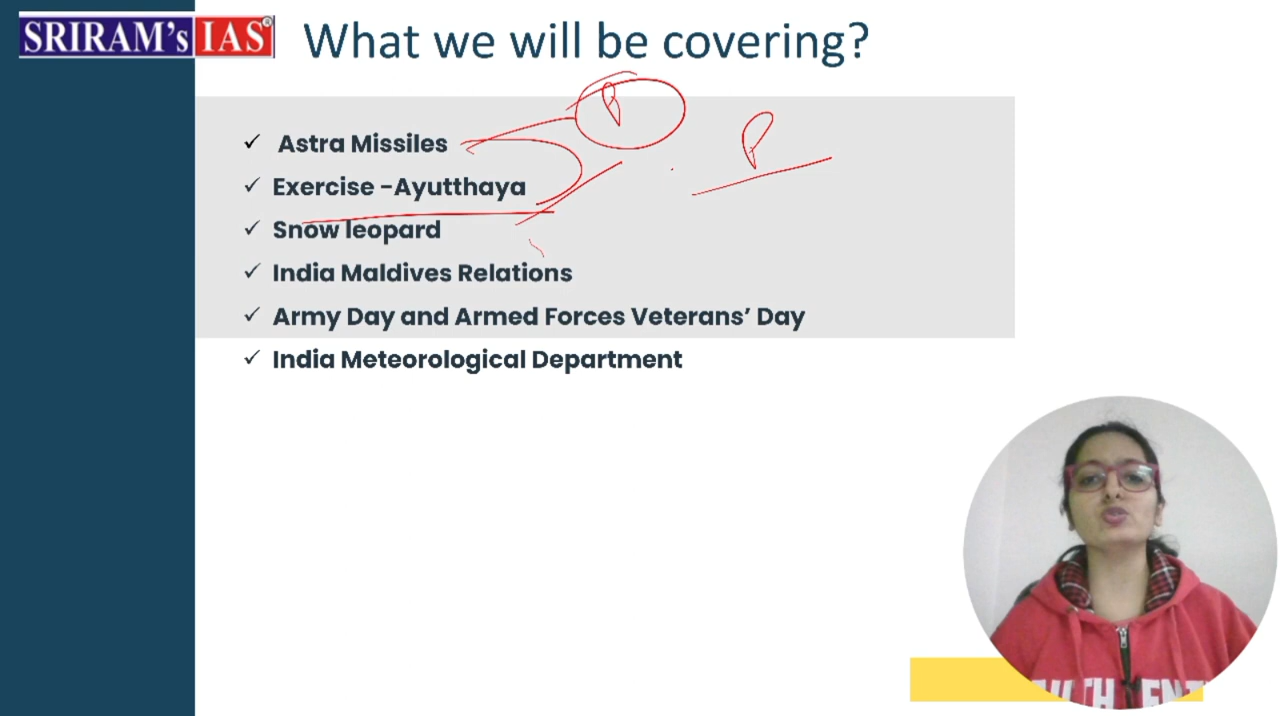 SRIRAM's IAS®
What we will be covering?
P
P
✓ Astra Missiles
✓ Exercise -Ayutthaya
✓ Snow leopard
✓ India Maldives Relations
✓ Army Day and Armed Forces Veterans’ Day
✓ India Meteorological Department